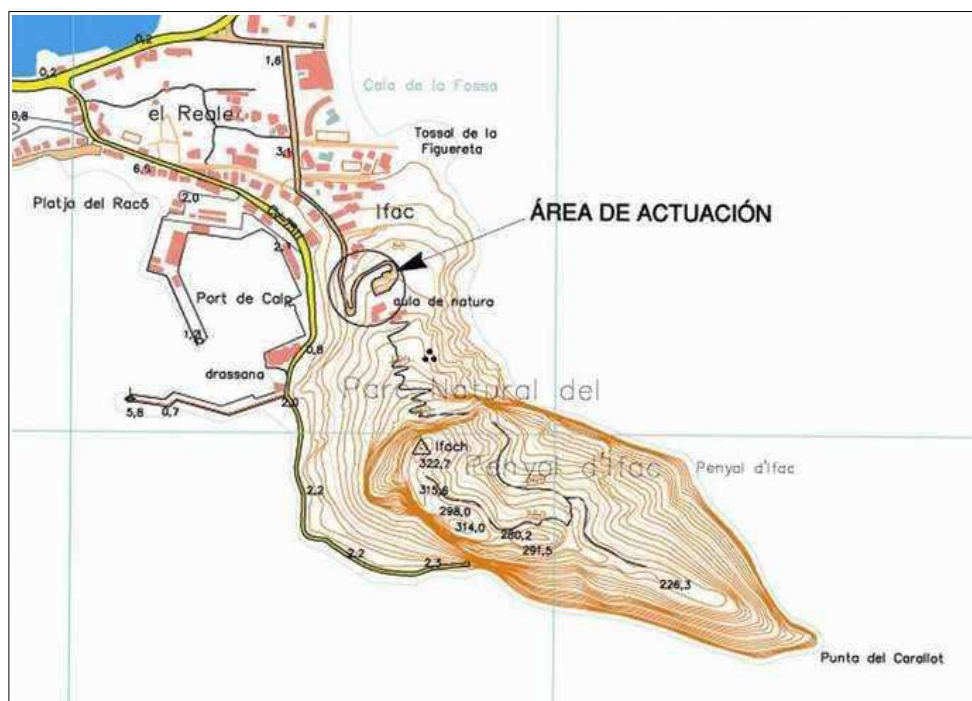 0,2
0,2
0,2
1,6
Cala de la Fossa
0,8
el Realet
Tossal de la
Figuereta
3,1
6,9
Platja del Racó
2,0
Ifac
ÁREA DE ACTUACIÓN
2,1
Port de Calp
aula de natura
0,8
drassana
Parc Natural del
5,8
0,7
2,0
Ifach
322,7
Penyal d'Ifac
Penyal d'Ifac
315,6
2,2
298,0
314,0
280,2
291,5
2,2
2,3
226,3
Punta del Carallot